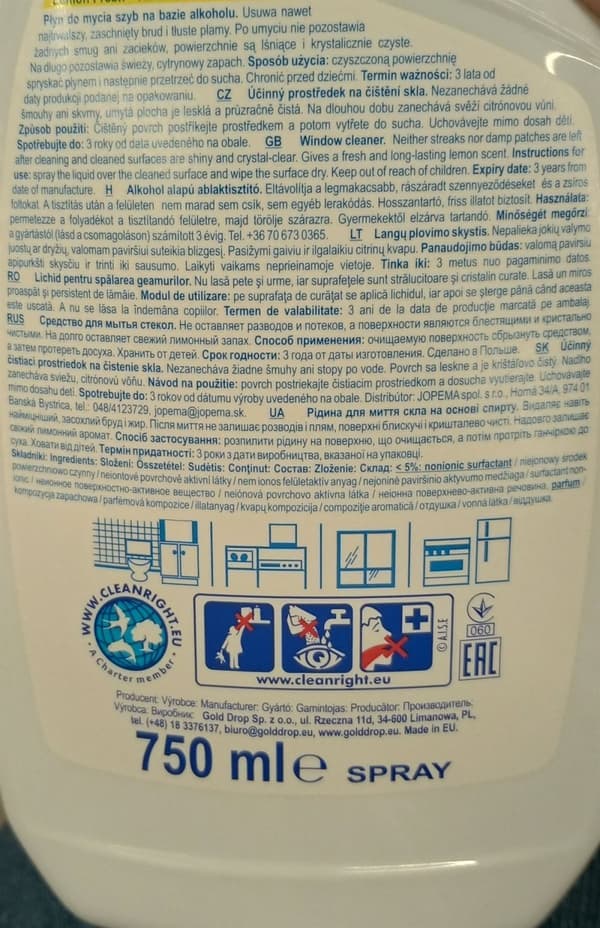 Płyn do mycia szyb na bazie alkoholu. Usuwa nawet
najtrwalszy, zaschnięty brud i tłuste plamy. Po umyciu nie pozostawia
żadnych smug ani zacieków, powierzchnie są lśniące i krystalicznie czyste.
Na długo pozostawia świeży, cytrynowy zapach. Sposób użycia: czyszczoną powierzchnię
spryskać płynem i następnie przetrzeć do sucha. Chronić przed dziećmi. Termin ważności: 3 lata od
daty produkcji podanej na opakowaniu. CZ Účinný prostředek na čištění skla. Nezanechává žádné
šmouhy ani skvrny, umytá plocha je lesklá a průzračně čistá. Na dlouhou dobu zanechává svěží citrónovou vůni.
Způsob použití: Čištěný povrch postříkejte prostředkem a potom vytřete do sucha. Uchovávejte mimo dosah dětí.
Spotřebujte do: 3 roky od data uvedeného na obale. GB Window cleaner. Neither streaks nor damp patches are left
after cleaning and cleaned surfaces are shiny and crystal-clear. Gives a fresh and long-lasting lemon scent. Instructions for
use: spray the liquid over the cleaned surface and wipe the surface dry. Keep out of reach of children. Expiry date: 3 years from
date of manufacture. H Alkohol alapú ablaktisztító. Eltávolítja a legmakacsabb, rászáradt szennyeződéseket és a zsíros
foltokat. A tisztítás után a felületen nem marad sem csík, sem egyéb lerakódás. Hosszantartó, friss illatot biztosít. Használata:
permetezze a folyadékot a tisztítandó felületre, majd törölje szárazra. Gyermekektől elzárva tartandó. Minőségét megőrzi:
a gyártástól (lásd a csomagoláson) számított 3 évig. Tel. +36 70 673 0365. LT Langų plovimo skystis. Nepalieka jokių valymo
juostų ar dryžių, valomam paviršiui suteikia blizgesį. Pasižymi gaiviu ir ilgalaikiu citrinų kvapu. Panaudojimo būdas: valomą paviršių
apipurkšti skysčiu ir trinti iki sausumo. Laikyti vaikams neprieinamoje vietoje. Tinka iki: 3 metus nuo pagaminimo datos.
RO Lichid pentru spălarea geamurilor. Nu lasă pete şi urme, iar suprafeţele sunt strălucitoare şi cristalin curate. Lasă un miros
proaspăt şi persistent de lămâie. Modul de utilizare: pe suprafaţa de curăţat se aplică lichidul, iar apoi se şterge până când aceasta
este uscată. A nu se lăsa la îndemâna copiilor. Termen de valabilitate: 3 ani de la data de producţie marcată pe ambalaj.
RUS Средство для мытья стекол. Не оставляет разводов и потеков, а поверхности являются блестящими и кристально
чистыми. На долго оставляет свежий лимонный запах. Способ применения: очищаемую поверхность сбрызнуть средством,
а затем протереть досуха. Хранить от детей. Срок годности: 3 года от даты изготовления. Сделано в Польше. SK Účinný
čistiaci prostriedok na čistenie skla. Nezanecháva žiadne šmuhy ani stopy po vode. Povrch sa leskne a je krištáľovo čistý. Nadlho
zanecháva sviežu, citrónovú vôňu. Návod na použitie: povrch postriekajte čistiacim prostriedkom a dosucha vyutierajte. Uchovávajte
mimo dosahu detí. Spotrebujte do: 3 rokov od dátumu výroby uvedeného na obale. Distribútor: JOPEMA spol. s r.o., Horná 34/A, 974 01
Banská Bystrica, tel.: 048/4123729, jopema@jopema.sk. UA Рідина для миття скла на основі спирту. Видаляє навіть
найміцніший, засохлий бруд і жир. Після миття не залишає розводів і плям, поверхні блискучі і кришталево чисті. Надовго залишає
свіжий лимонний аромат. Спосіб застосування: розпилити рідину на поверхню, що очищається, а потім протріть ганчіркою до
суха. Ховати від дітей. Термін придатності: 3 роки з дати виробництва, вказаної на упаковці.
Składniki: Ingredients: Složení: Összetétel: Sudėtis: Conţinut: Состав: Zloženie: Склад: < 5%: nonionic surfactant / niejonowy środek
powierzchniowo czynny / neiontové povrchově aktivní látky / nem ionos felületaktív anyag / nejoninė paviršinio aktyvumo medžiaga / surfactant non-
ionic / неионное поверхностно-активное вещество / neiónová povrchovo aktívna látka / неіонна поверхнево-активна речовина, parfum /
kompozycja zapachowa / parfémová kompozice / illatanyag / kvapų kompozicija / compoziţie aromatică / отдушка / vonná látka / віддушка.
WWW.CLEANRIGHT.EU
A Charter member
www.cleanright.eu
© A.I.S.E
060
EAC
Producent: Výrobce: Manufacturer: Gyártó: Gamintojas: Producător: Производитель:
Výrobca: Виробник: Gold Drop Sp. z o.o., ul. Rzeczna 11d, 34-600 Limanowa, PL,
tel. (+48) 18 3376137, biuro@golddrop.eu, www.golddrop.eu. Made in EU.
750 ml e SPRAY